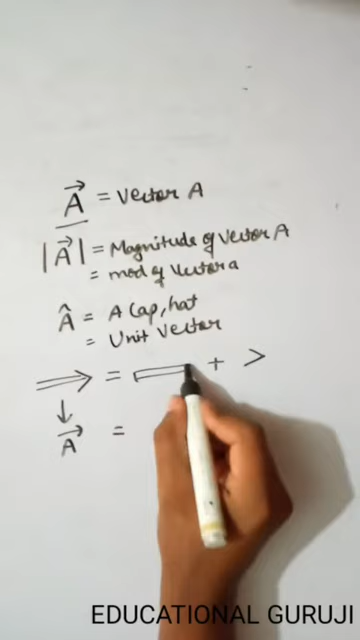 A⃗ = Vector A
|A⃗| = Magnitude of Vector A
= mod of Vector a
Â = A Cap, hat
= Unit Vector
⇒ = ▭ + >
↓
A⃗ =
EDUCATIONAL GURUJI